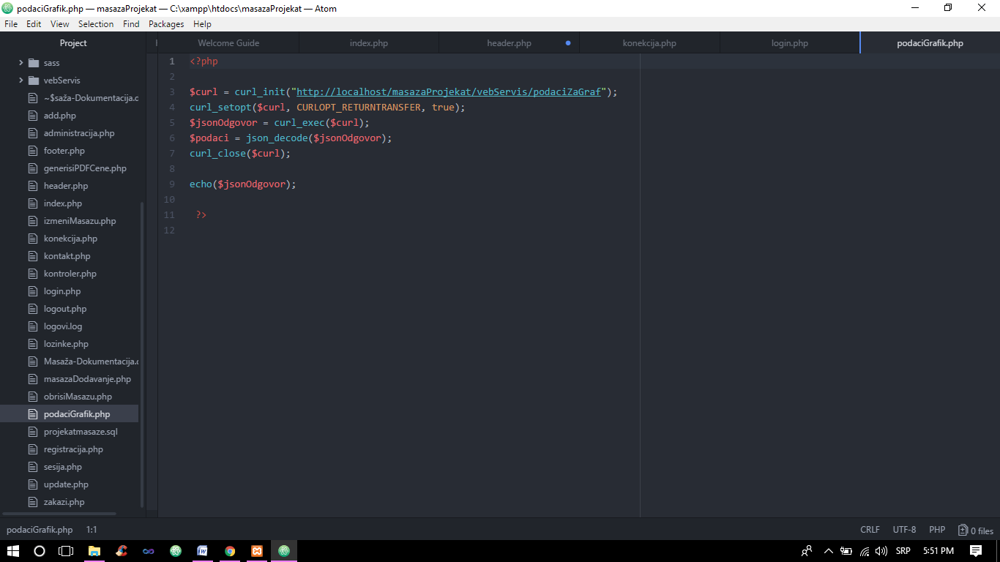 podaciGrafik.php — masazaProjekat — C:\xampp\htdocs\masazaProjekat — Atom
File Edit View Selection Find Packages Help
Project
Welcome Guide index.php header.php konekcija.php login.php podaciGrafik.php
sass
vebServis
~$saža-Dokumentacija.d
add.php
administracija.php
footer.php
generisiPDFCene.php
header.php
index.php
izmeniMasazu.php
konekcija.php
kontakt.php
kontroler.php
login.php
logout.php
logovi.log
lozinke.php
Masaža-Dokumentacija.d
masazaDodavanje.php
obrisiMasazu.php
podaciGrafik.php
projekatmasaze.sql
registracija.php
sesija.php
update.php
zakazi.php
1 <?php
2
3 $curl = curl_init("http://localhost/masazaProjekat/vebServis/podaciZaGraf");
4 curl_setopt($curl, CURLOPT_RETURNTRANSFER, true);
5 $jsonOdgovor = curl_exec($curl);
6 $podaci = json_decode($jsonOdgovor);
7 curl_close($curl);
8
9 echo($jsonOdgovor);
10
11 ?>
12
podaciGrafik.php 1:1 CRLF UTF-8 PHP 0 files
SRP 5:51 PM